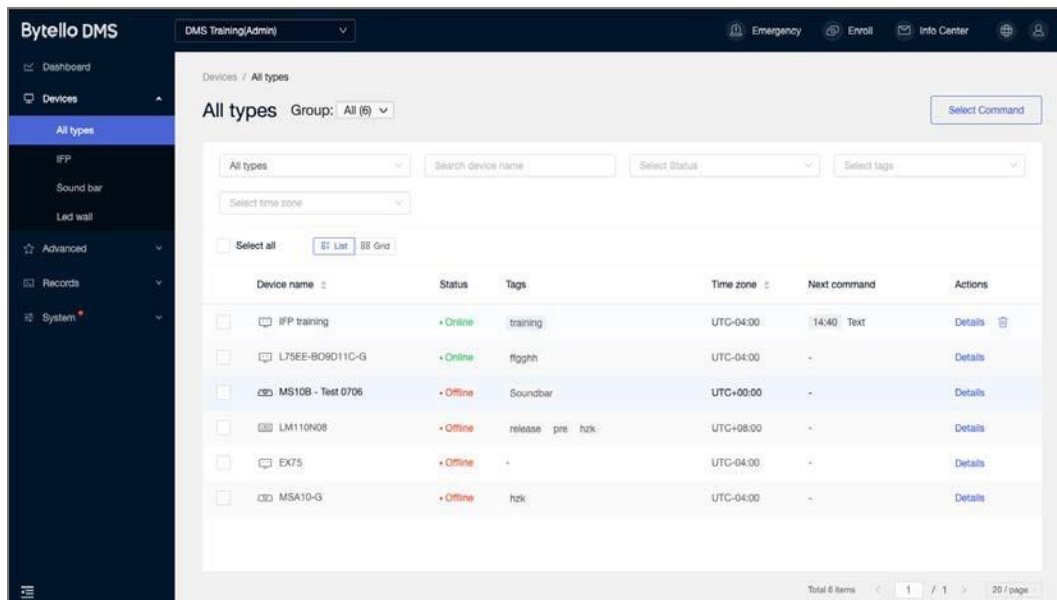 Bytello DMS
DMS Training(Admin)
Emergency
Enroll
Info Center
Dashboard
Devices
All types
IFP
Sound bar
Led wall
Advanced
Records
System
Devices / All types
All types Group: All (6)
Select Command
All types Search device name Select Status Select tags
Select time zone
Select all List Grid
Device name Status Tags Time zone Next command Actions
IFP training • Online training UTC-04:00 14:40 Text Details
L75EE-BO9D11C-G • Online ffgghh UTC-04:00 - Details
MS10B - Test 0706 • Offline Soundbar UTC+00:00 - Details
LM110N08 • Offline release pre hzk UTC+08:00 - Details
EX75 • Offline - UTC-04:00 - Details
MSA10-G • Offline hzk UTC-04:00 - Details
Total 6 items < 1 / 1 > 20 / page